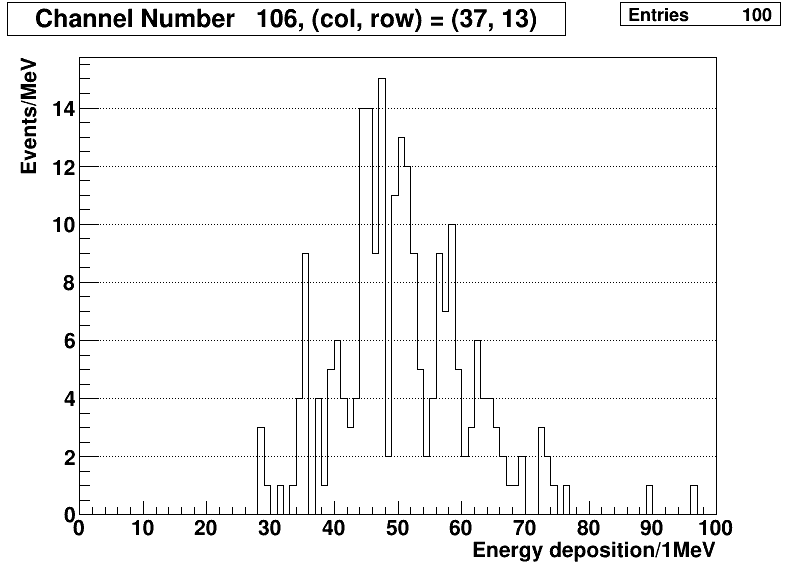 Channel Number 106, (col, row) = (37, 13)
Entries 100
Events/MeV
14
12
10
8
6
4
2
0
0 10 20 30 40 50 60 70 80 90 100
Energy deposition/1MeV